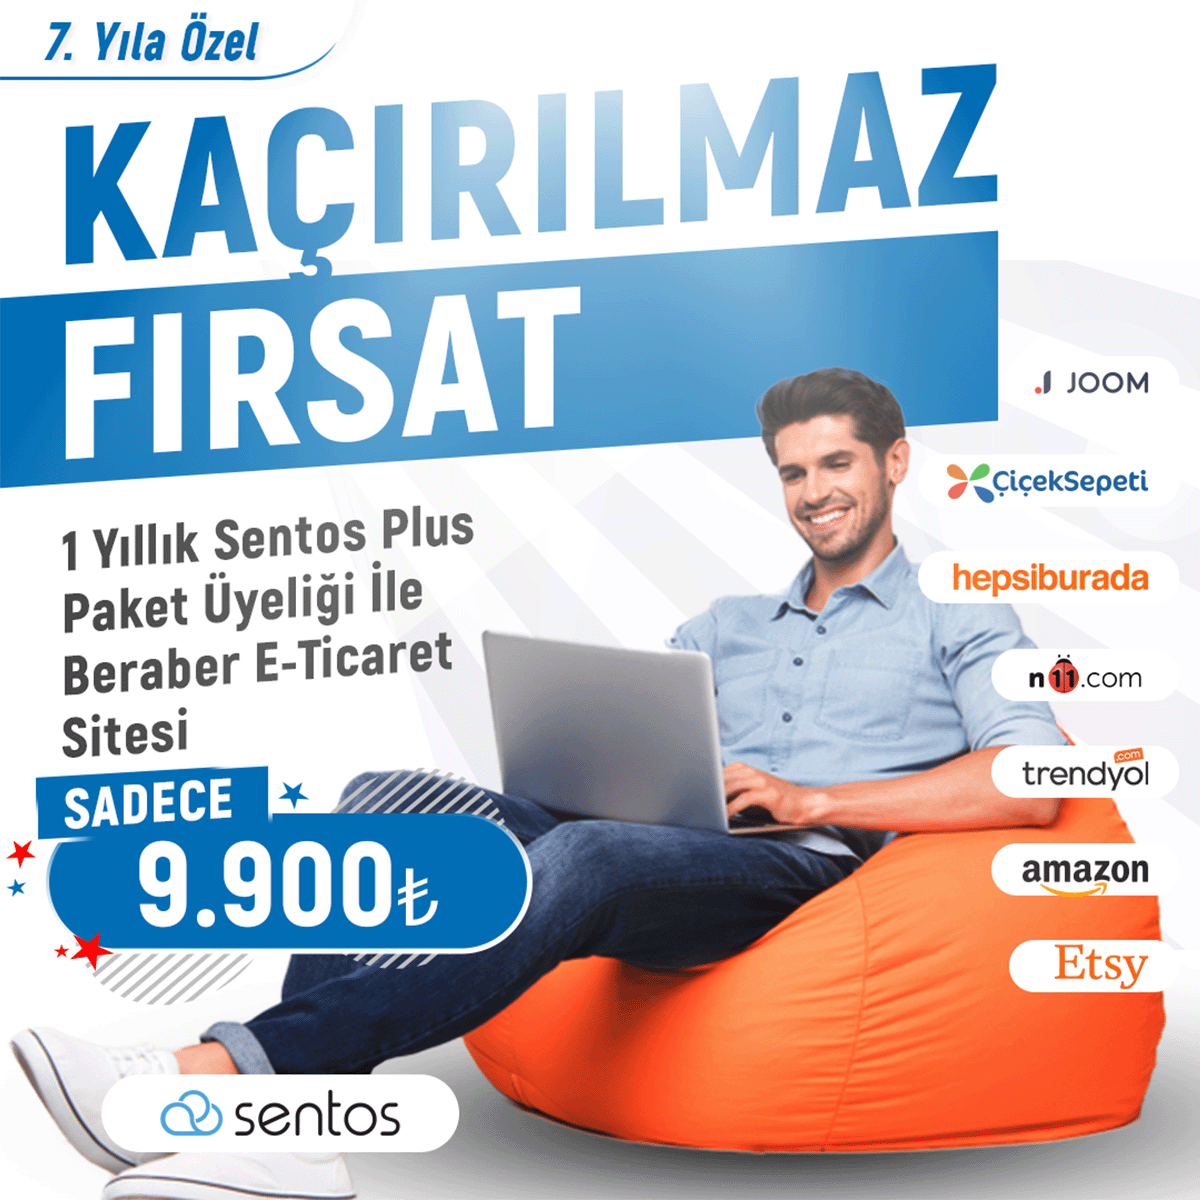 7. Yıla Özel
KAÇIRILMAZ
FIRSAT
1 Yıllık Sentos Plus
Paket Üyeliği İle
Beraber E-Ticaret
Sitesi
SADECE
9.900₺
JOOM
ÇiçekSepeti
hepsiburada
n11.com
trendyol
.com
amazon
Etsy
sentos